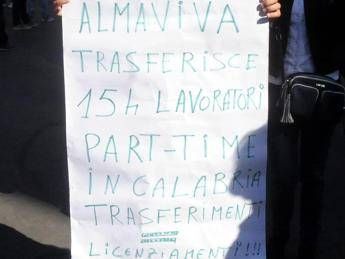 ALMAVIVA
TRASFERISCE
154 LAVORATORI
PART-TIME
IN CALABRIA
TRASFERIMENTI
LICENZIAMENTI!!!